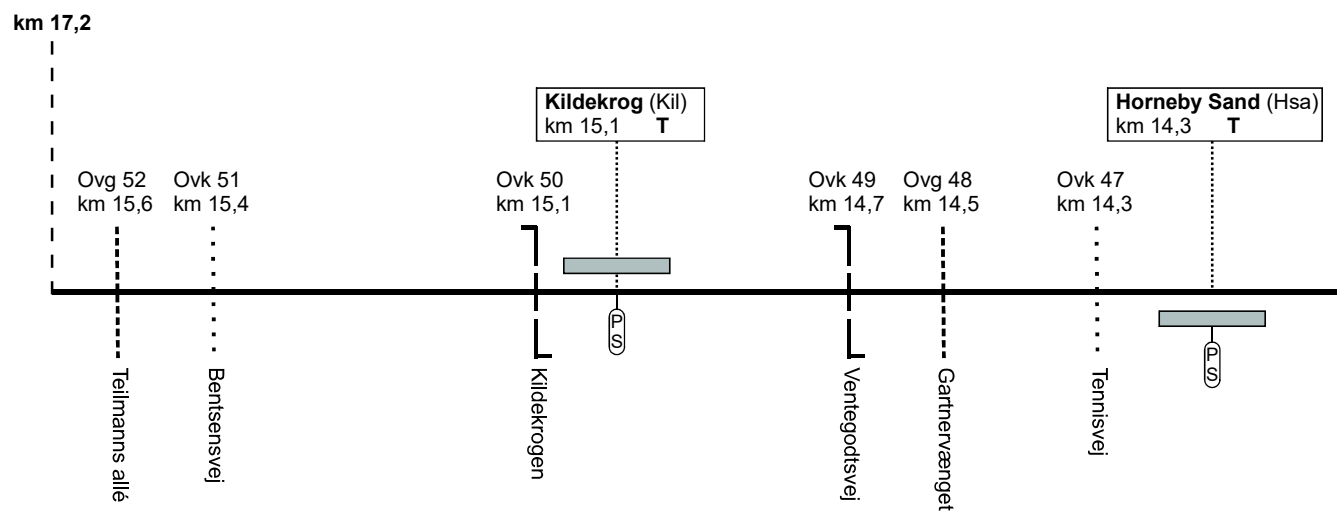 km 17,2
Kildekrog (Kil)
km 15,1 T
Horneby Sand (Hsa)
km 14,3 T
Ovg 52
km 15,6
Ovk 51
km 15,4
Ovk 50
km 15,1
Ovk 49
km 14,7
Ovg 48
km 14,5
Ovk 47
km 14,3
P
S
P
S
Teilmanns allé
Bentsensvej
Kildekrogen
Ventegodtsvej
Gartnervænget
Tennisvej